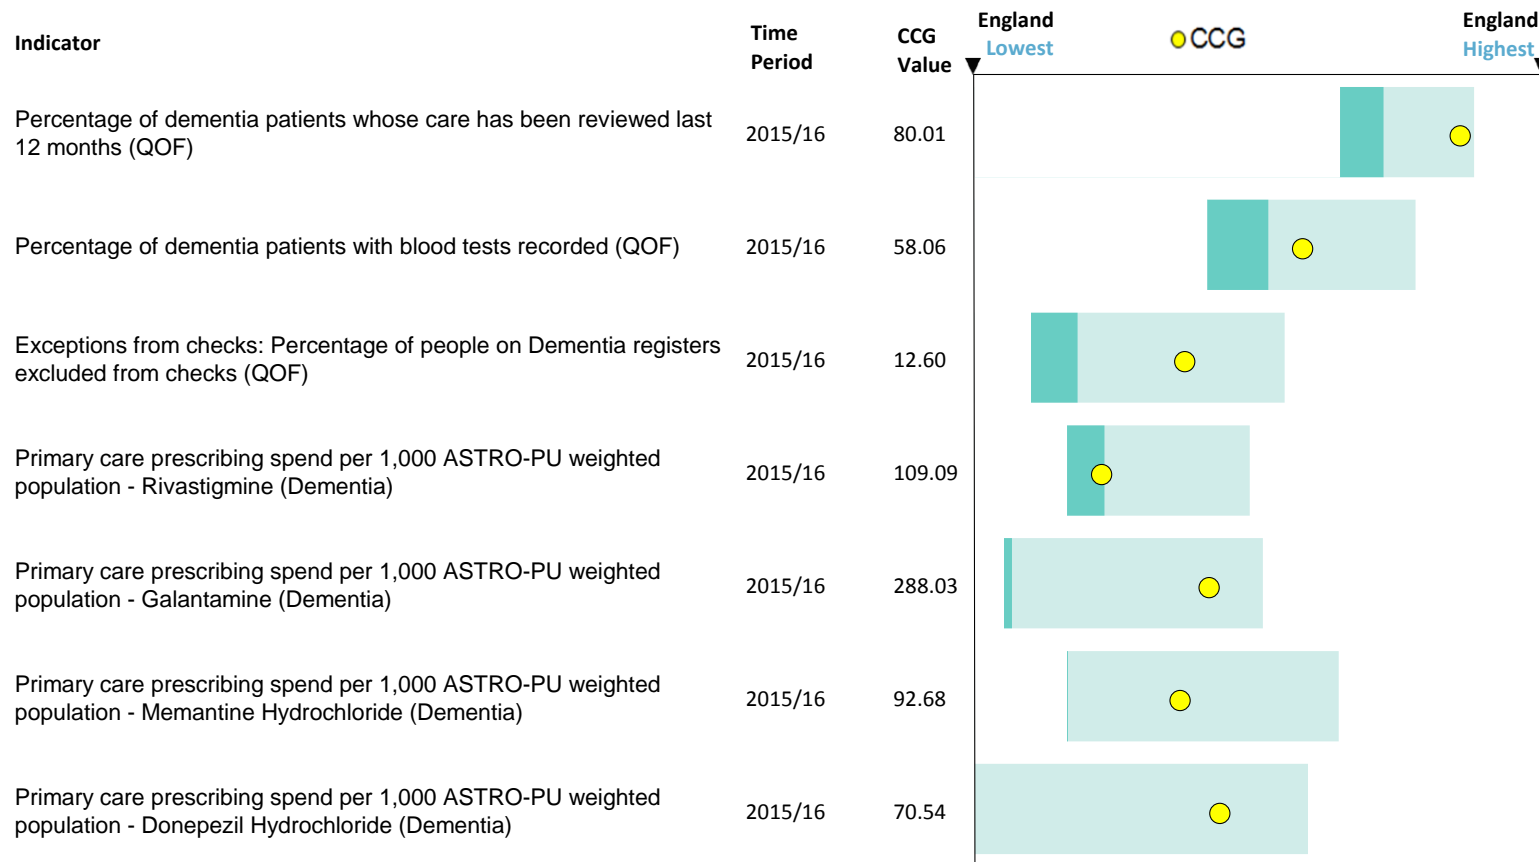 Indicator
Time
Period
CCG
Value
England
Lowest
CCG
England
Highest
Percentage of dementia patients whose care has been reviewed last
12 months (QOF)
2015/16
80.01
Percentage of dementia patients with blood tests recorded (QOF)
2015/16
58.06
Exceptions from checks: Percentage of people on Dementia registers
excluded from checks (QOF)
2015/16
12.60
Primary care prescribing spend per 1,000 ASTRO-PU weighted
population - Rivastigmine (Dementia)
2015/16
109.09
Primary care prescribing spend per 1,000 ASTRO-PU weighted
population - Galantamine (Dementia)
2015/16
288.03
Primary care prescribing spend per 1,000 ASTRO-PU weighted
population - Memantine Hydrochloride (Dementia)
2015/16
92.68
Primary care prescribing spend per 1,000 ASTRO-PU weighted
population - Donepezil Hydrochloride (Dementia)
2015/16
70.54